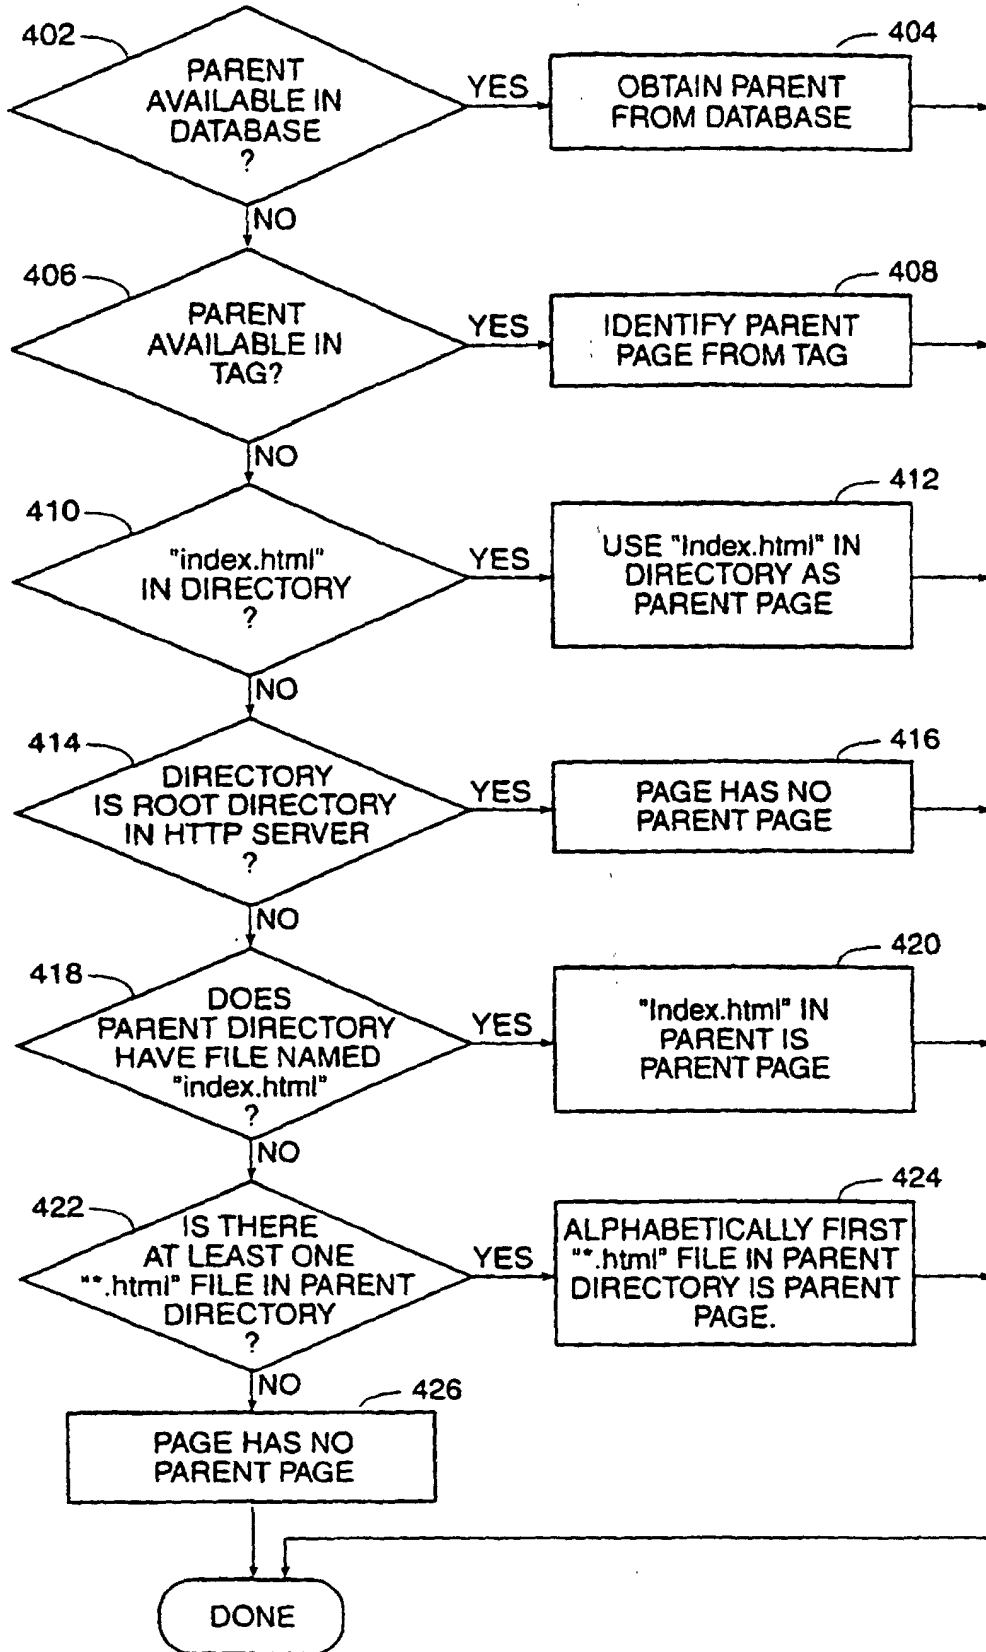 402
PARENT
AVAILABLE IN
DATABASE
?
YES
404
OBTAIN PARENT
FROM DATABASE
NO
406
PARENT
AVAILABLE IN
TAG?
YES
408
IDENTIFY PARENT
PAGE FROM TAG
NO
410
"index.html"
IN DIRECTORY
?
YES
412
USE "Index.html" IN
DIRECTORY AS
PARENT PAGE
NO
414
DIRECTORY
IS ROOT DIRECTORY
IN HTTP SERVER
?
YES
416
PAGE HAS NO
PARENT PAGE
NO
418
DOES
PARENT DIRECTORY
HAVE FILE NAMED
"index.html"
?
YES
420
"Index.html" IN
PARENT IS
PARENT PAGE
NO
422
IS THERE
AT LEAST ONE
"*.html" FILE IN PARENT
DIRECTORY
?
YES
424
ALPHABETICALLY FIRST
"*.html" FILE IN PARENT
DIRECTORY IS PARENT
PAGE.
NO
426
PAGE HAS NO
PARENT PAGE
DONE